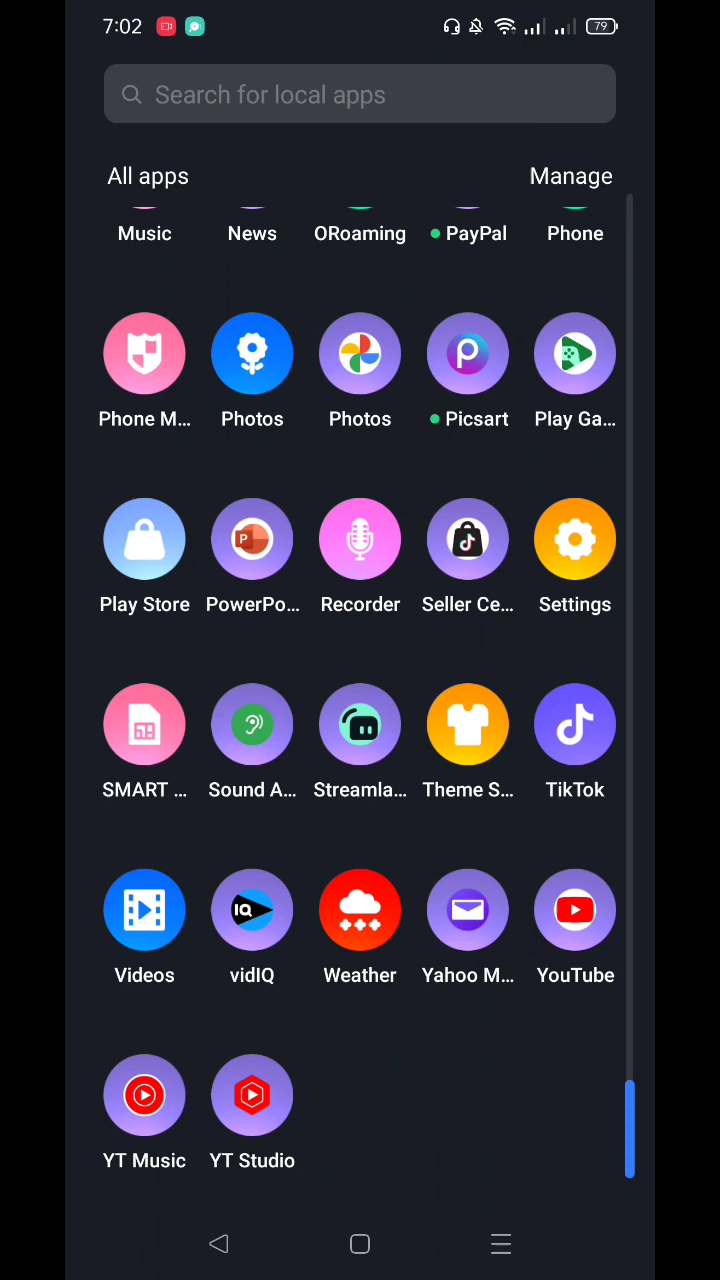 7:02 79
Search for local apps
All apps Manage
Music News ORoaming PayPal Phone
Phone M... Photos Photos Picsart Play Ga...
Play Store PowerPo... Recorder Seller Ce... Settings
SMART ... Sound A... Streamla... Theme S... TikTok
Videos vidIQ Weather Yahoo M... YouTube
YT Music YT Studio